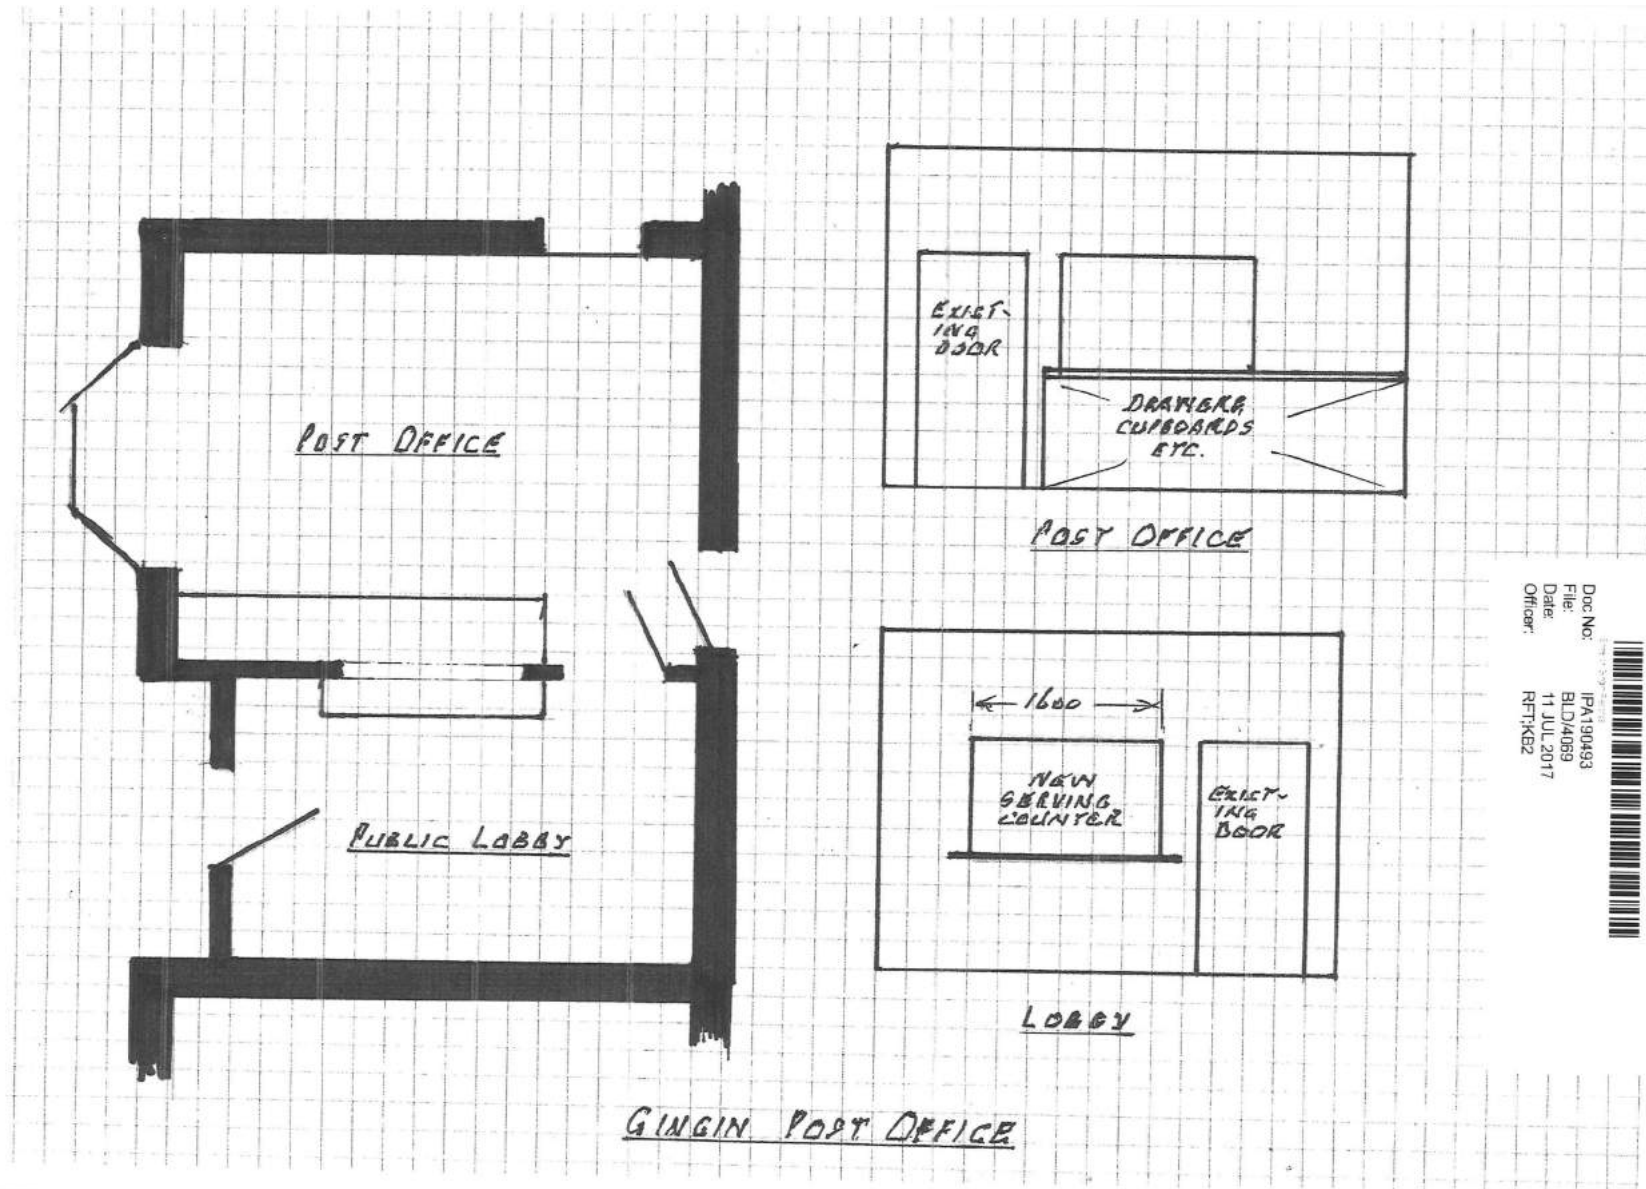 POST OFFICE
PUBLIC LOBBY
EXIST-
ING
DOOR
DRAWERS,
CUPBOARDS
ETC.
POST OFFICE
1600
NEW
SERVING
COUNTER
EXIST-
ING
DOOR
LOBBY
GINGIN POST OFFICE
Doc No: IPA190493
File: BLD/4069
Date: 11 JUL 2017
Officer: RFT;KB2